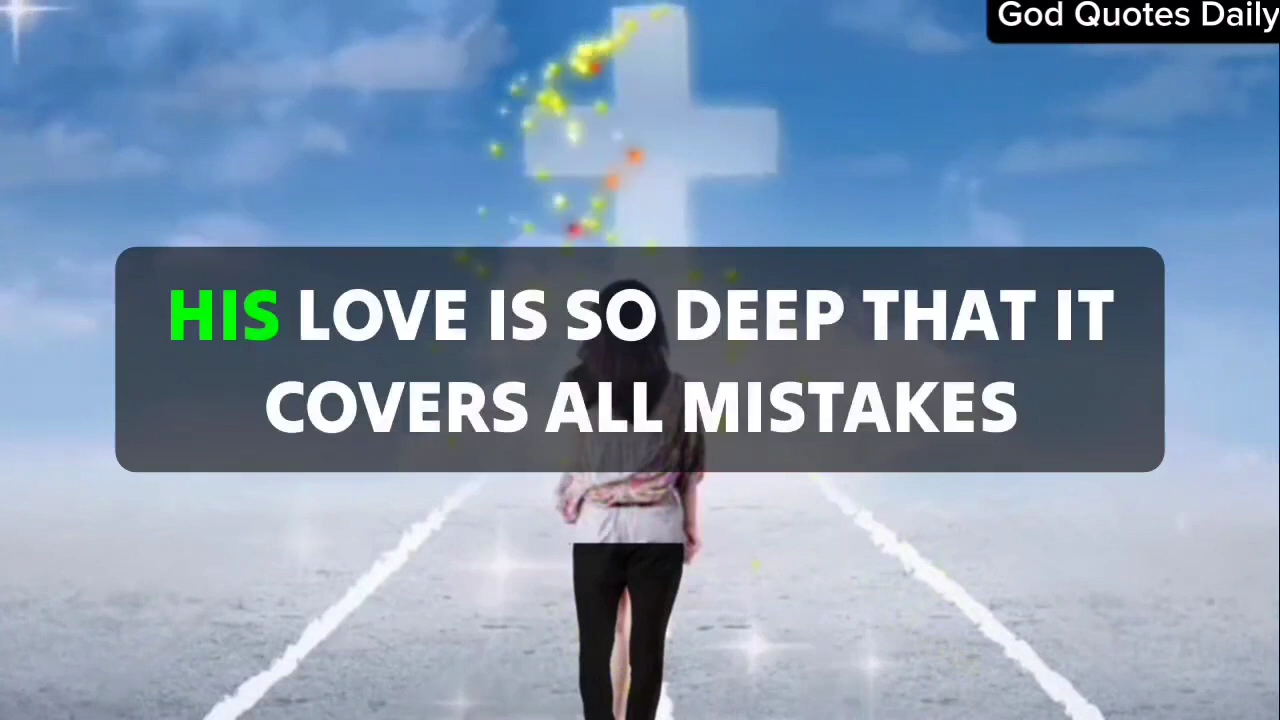 God Quotes Daily
HIS LOVE IS SO DEEP THAT IT
COVERS ALL MISTAKES